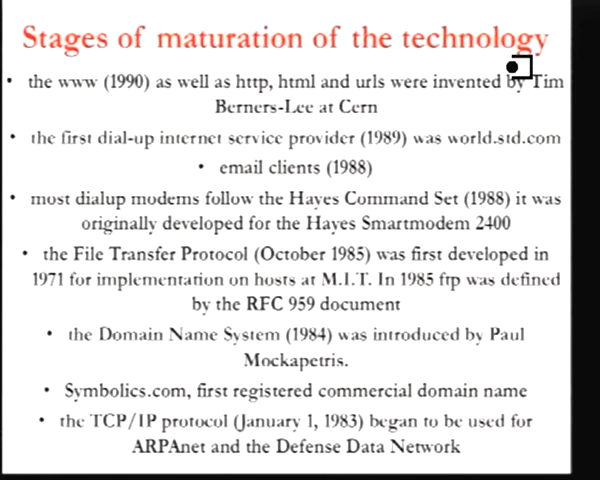 Stages of maturation of the technology
• the www (1990) as well as http, html and urls were invented by Tim
Berners-Lee at Cern
• the first dial-up internet service provider (1989) was world.std.com
• email clients (1988)
• most dialup modems follow the Hayes Command Set (1988) it was
originally developed for the Hayes Smartmodem 2400
• the File Transfer Protocol (October 1985) was first developed in
1971 for implementation on hosts at M.I.T. In 1985 ftp was defined
by the RFC 959 document
• the Domain Name System (1984) was introduced by Paul
Mockapetris.
• Symbolics.com, first registered commercial domain name
• the TCP/IP protocol (January 1, 1983) began to be used for
ARPAnet and the Defense Data Network